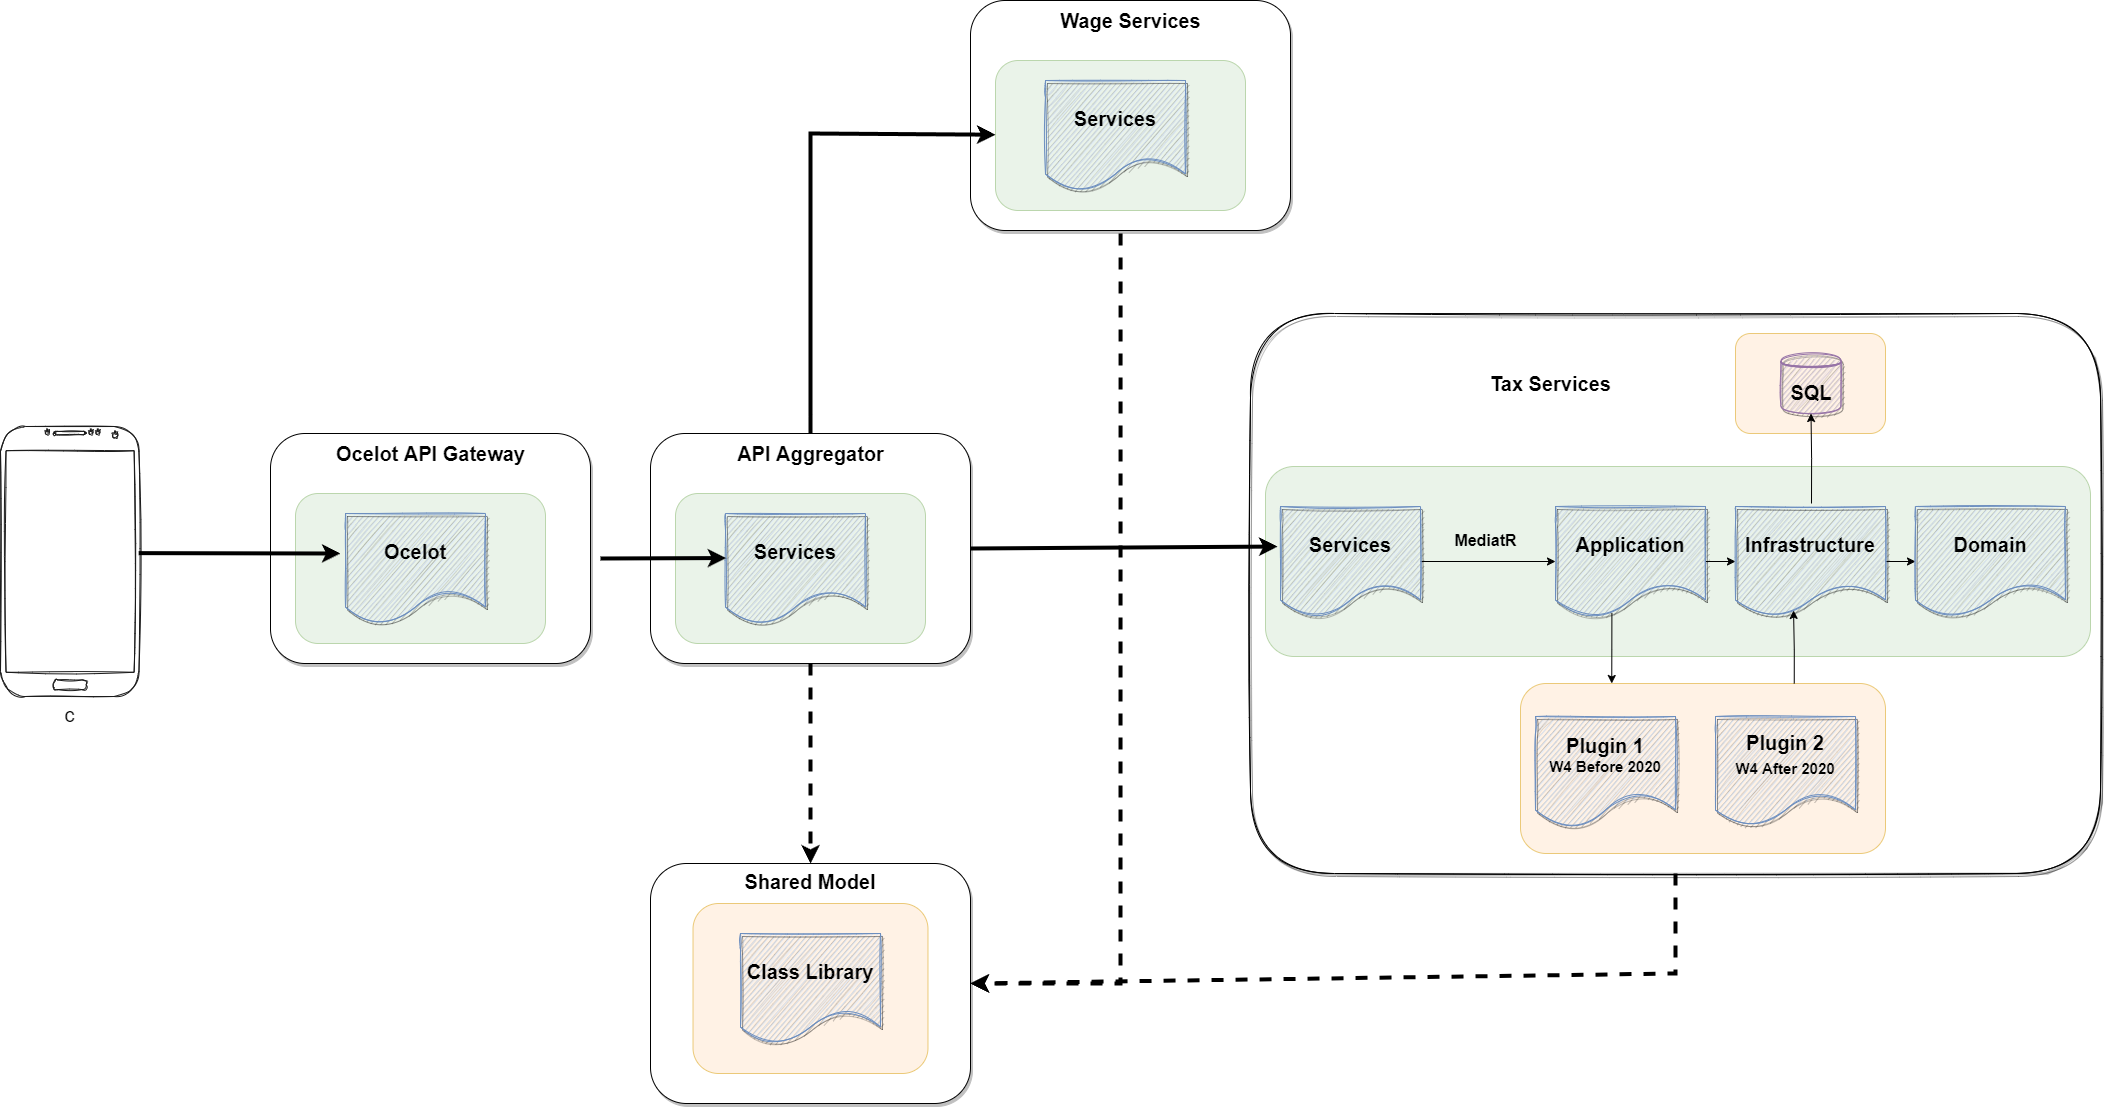 Wage Services
Services
Tax Services
SQL
Ocelot API Gateway
API Aggregator
Ocelot
Services
Services
MediatR
Application
Infrastructure
Domain
C
Plugin 1
W4 Before 2020
Plugin 2
W4 After 2020
Shared Model
Class Library